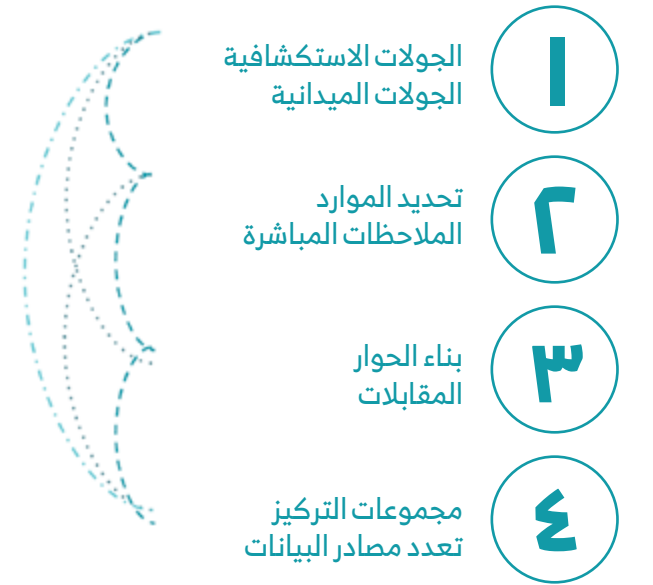 ١
الجولات الاستكشافية
الجولات الميدانية
٢
تحديد الموارد
الملاحظات المباشرة
٣
بناء الحوار
المقابلات
٤
مجموعات التركيز
تعدد مصادر البيانات